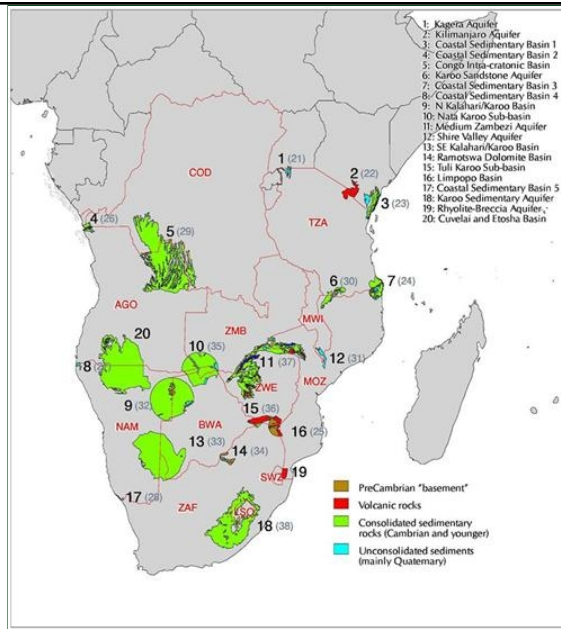 1: Kagera Aquifer
2: Kilimanjaro Aquifer
3: Coastal Sedimentary Basin 1
4: Coastal Sedimentary Basin 2
5: Congo Intra-cratonic Basin
6: Karoo Sandstone Aquifer
7: Coastal Sedimentary Basin 3
8: Coastal Sedimentary Basin 4
9: N Kalahari/Karoo Basin
10: Nata Karoo Sub-basin
11: Medium Zambezi Aquifer
12: Shire Valley Aquifer
13: SE Kalahari/Karoo Basin
14: Ramotswa Dolomite Basin
15: Tuli Karoo Sub-basin
16: Limpopo Basin
17: Coastal Sedimentary Basin 5
18: Karoo Sedimentary Aquifer
19: Rhyolite-Breccia Aquifer
20: Cuvelai and Etosha Basin
1 (21)
COD
2 (22)
3 (23)
4 (26)
TZA
5 (29)
6 (30)
7 (24)
AGO
MWI
20
ZMB
10 (35)
12 (31)
8
11 (37)
MOZ
ZWE
9 (32)
15 (36)
NAM
BWA
13 (33)
16 (25)
14 (34)
SWZ
19
17 (28)
ZAF
LSO
18 (38)
PreCambrian "basement"
Volcanic rocks
Consolidated sedimentary
rocks (Cambrian and younger)
Unconsolidated sediments
(mainly Quaternary)